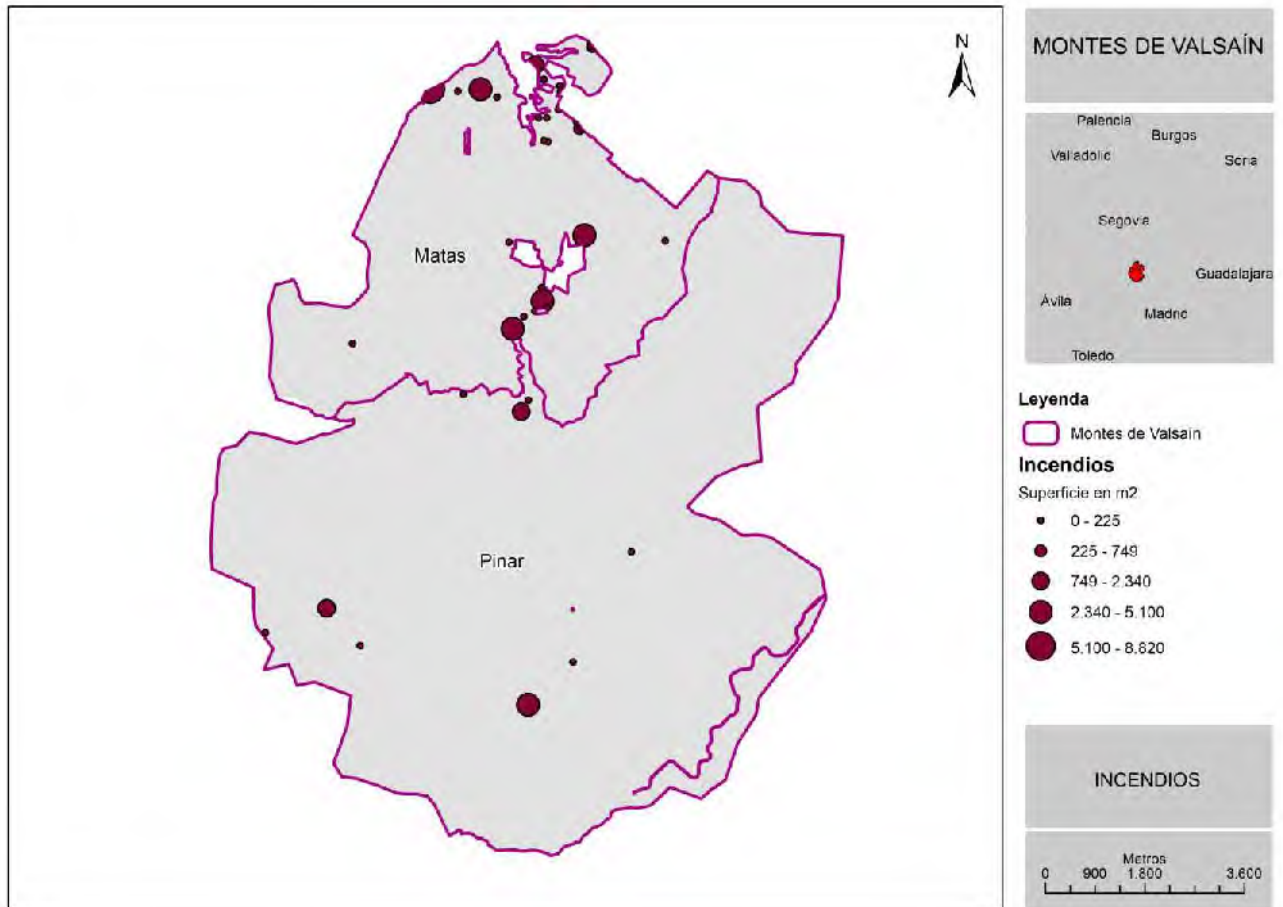 N
Matas
Pinar
MONTES DE VALSAÍN
Palencia
Burgos
Valladolid
Soria
Segovia
Guadalajara
Ávila
Madrid
Toledo
Leyenda
Montes de Valsaín
Incendios
Superficie en m2
0 - 225
225 - 749
749 - 2.340
2.340 - 5.100
5.100 - 8.820
INCENDIOS
Metros
0 900 1.800 3.600